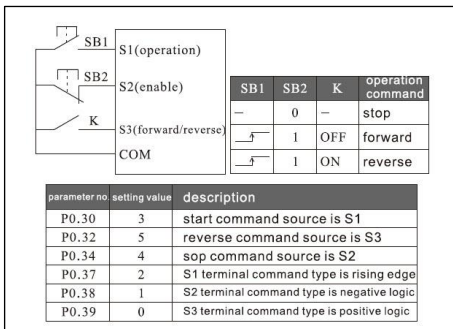 SB1
S1(operation)
SB2
S2(enable)
K
S3(forward/reverse)
COM
SB1 SB2 K operation command
– 0 – stop
1 OFF forward
1 ON reverse
parameter no. setting value description
P0.30 3 start command source is S1
P0.32 5 reverse command source is S3
P0.34 4 sop command source is S2
P0.37 2 S1 terminal command type is rising edge
P0.38 1 S2 terminal command type is negative logic
P0.39 0 S3 terminal command type is positive logic